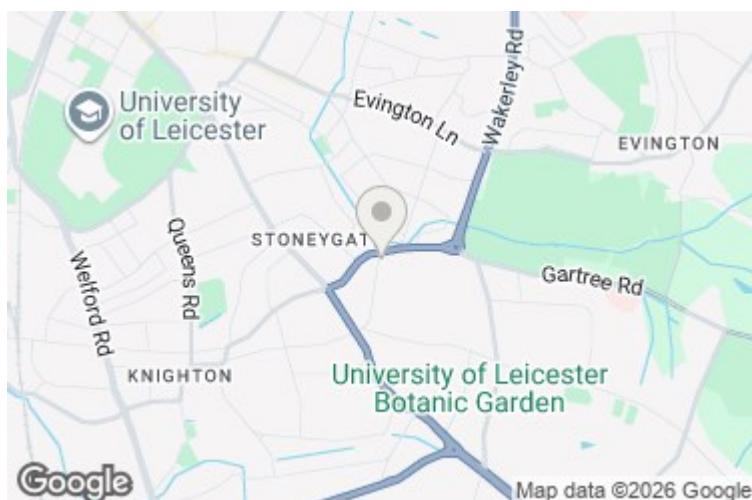 University
of Leicester
Evington Ln
Wakerley Rd
EVINGTON
Queens Rd
STONEYGAT
Welford Rd
Gartree Rd
KNIGHTON
University of Leicester
Botanic Garden
Google
Map data ©2026 Google